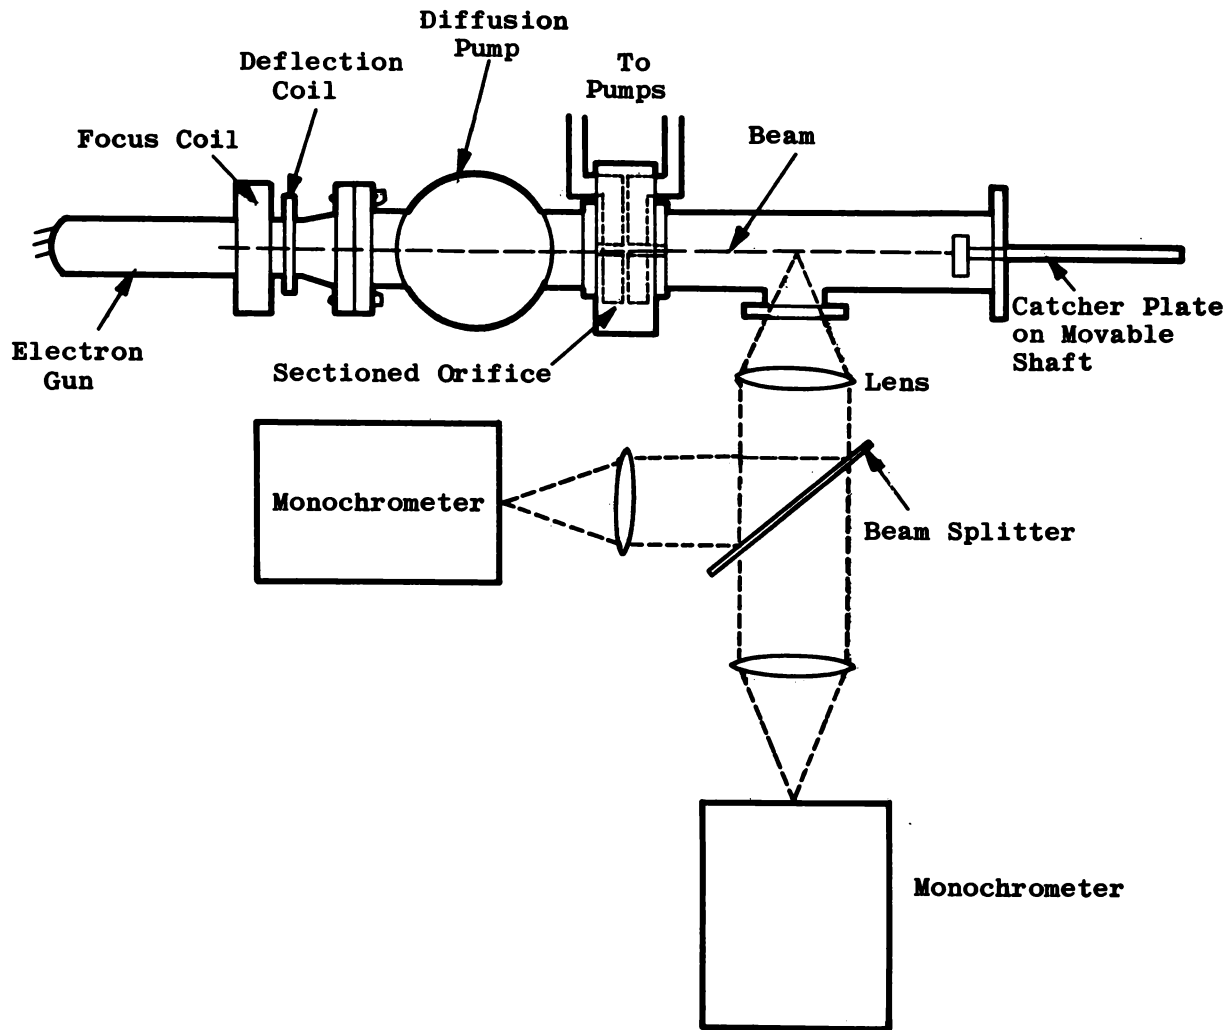 Diffusion
Pump
Deflection
Coil
To
Pumps
Focus Coil
Beam
Electron
Gun
Sectioned Orifice
Catcher Plate
on Movable
Shaft
Lens
Monochrometer
Beam Splitter
Monochrometer